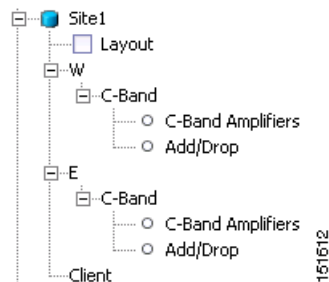 Site1
Layout
W
C-Band
C-Band Amplifiers
Add/Drop
E
C-Band
C-Band Amplifiers
Add/Drop
Client
151612